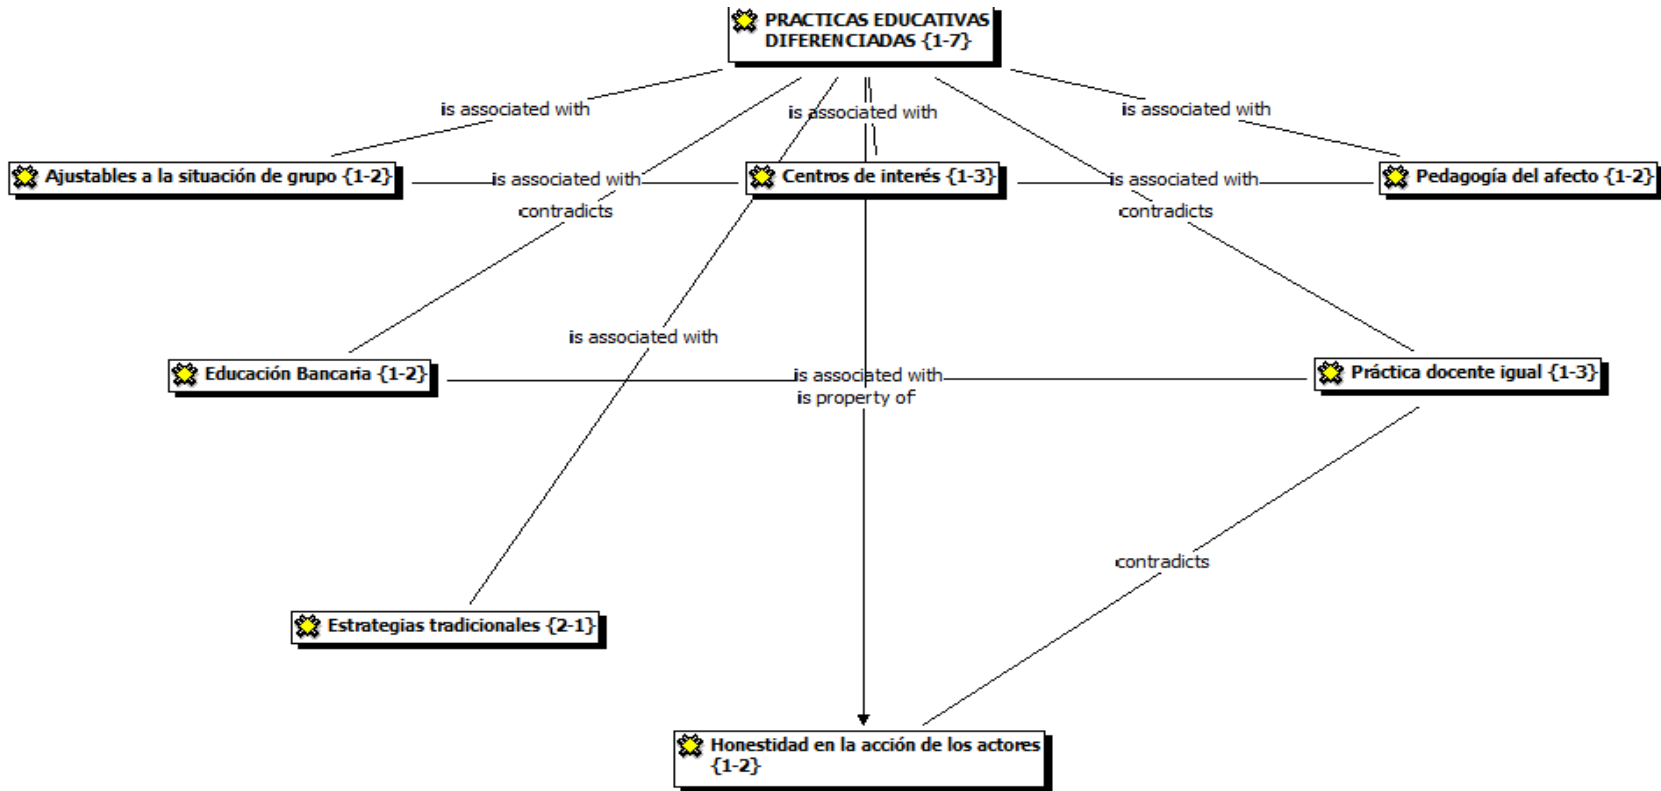 PRACTICAS EDUCATIVAS
DIFERENCIADAS {1-7}
is associated with
is associated with
is associated with
Ajustables a la situación de grupo {1-2}
is associated with
Centros de interés {1-3}
is associated with
Pedagogía del afecto {1-2}
contradicts
contradicts
is associated with
Educación Bancaria {1-2}
is associated with
is property of
Práctica docente igual {1-3}
contradicts
Estrategias tradicionales {2-1}
Honestidad en la acción de los actores
{1-2}